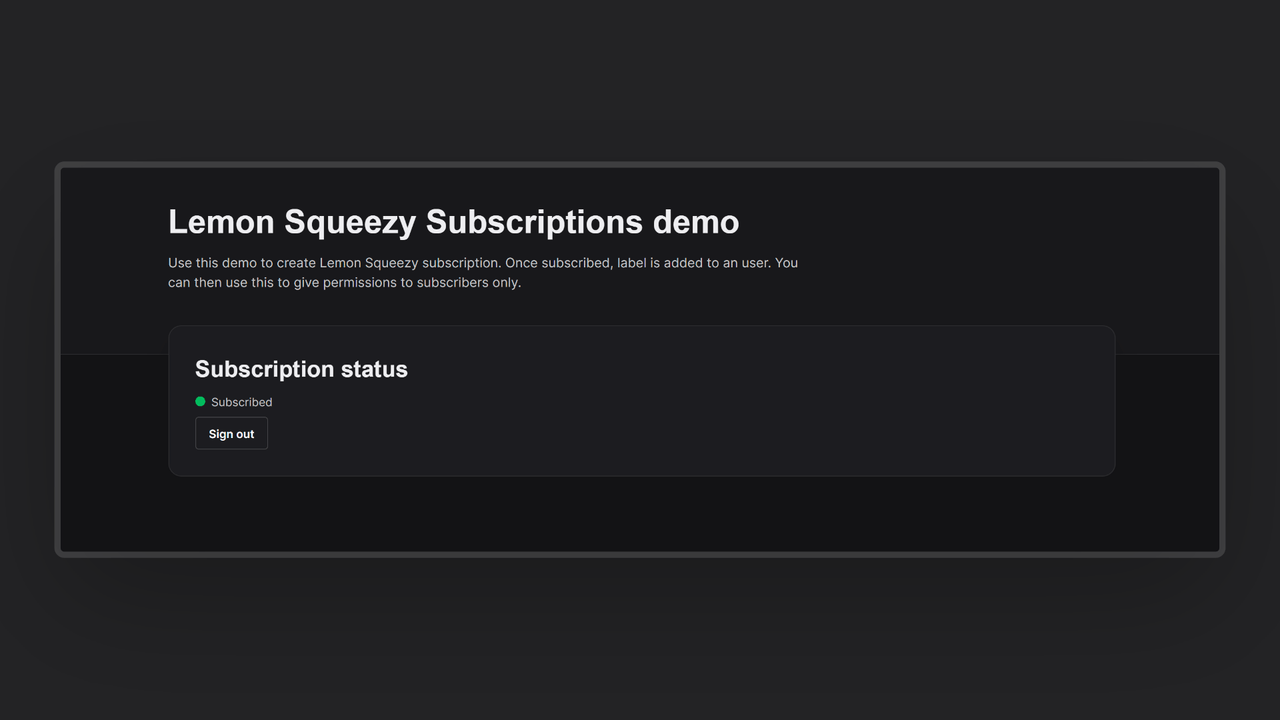 Lemon Squeezy Subscriptions demo
Use this demo to create Lemon Squeezy subscription. Once subscribed, label is added to an user. You
can then use this to give permissions to subscribers only.
Subscription status
Subscribed
Sign out